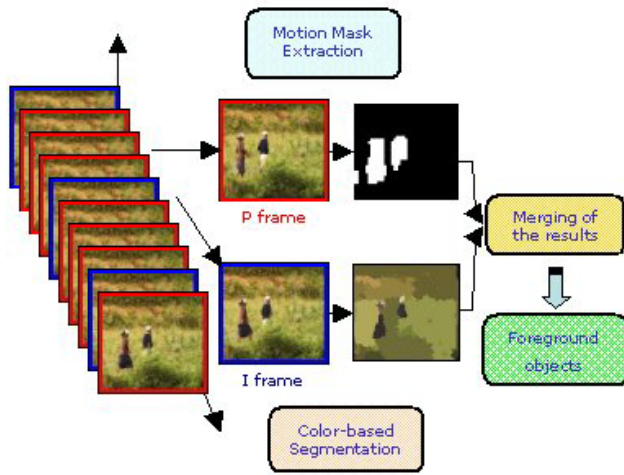 Motion Mask
Extraction
P frame
Merging of
the results
I frame
Foreground
objects
Color-based
Segmentation